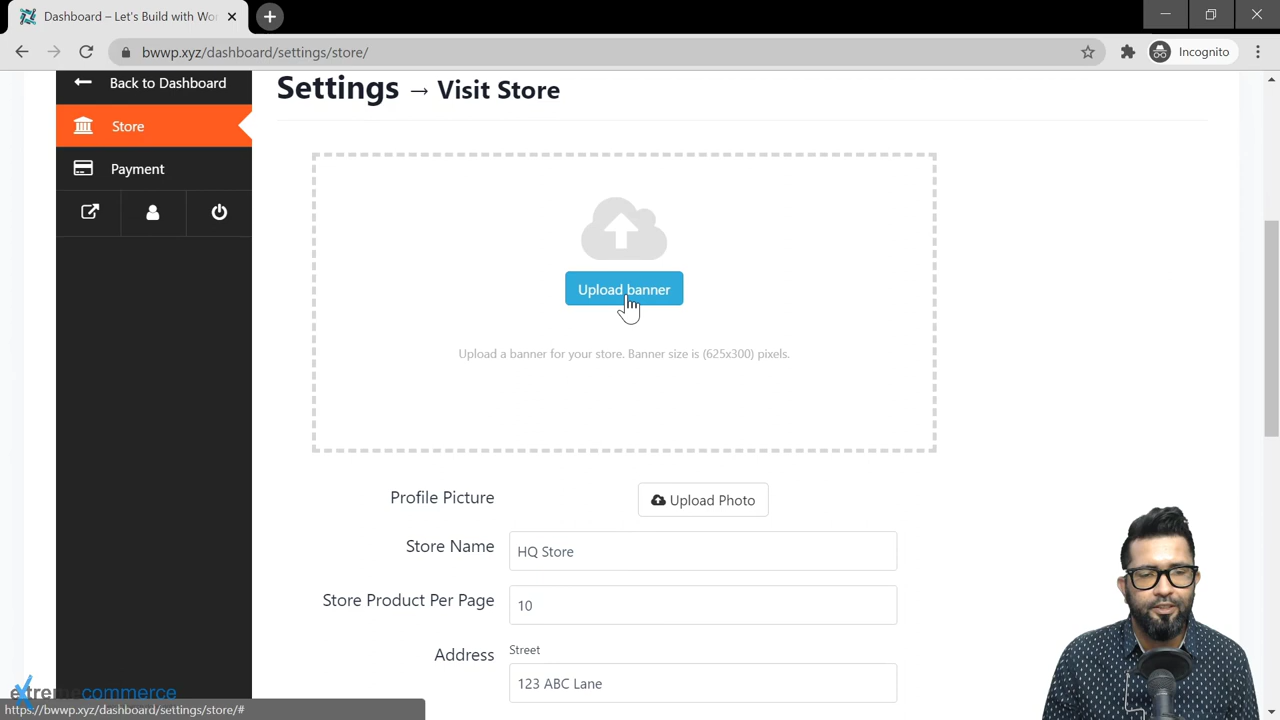 Dashboard – Let's Build with Wor
bwwp.xyz/dashboard/settings/store/
Incognito
Back to Dashboard
Settings → Visit Store
Store
Payment
Upload banner
Upload a banner for your store. Banner size is (625x300) pixels.
Profile Picture
Upload Photo
Store Name
HQ Store
Store Product Per Page
10
Address
Street
123 ABC Lane
extremecommerce
https://bwwp.xyz/dashboard/settings/store/#